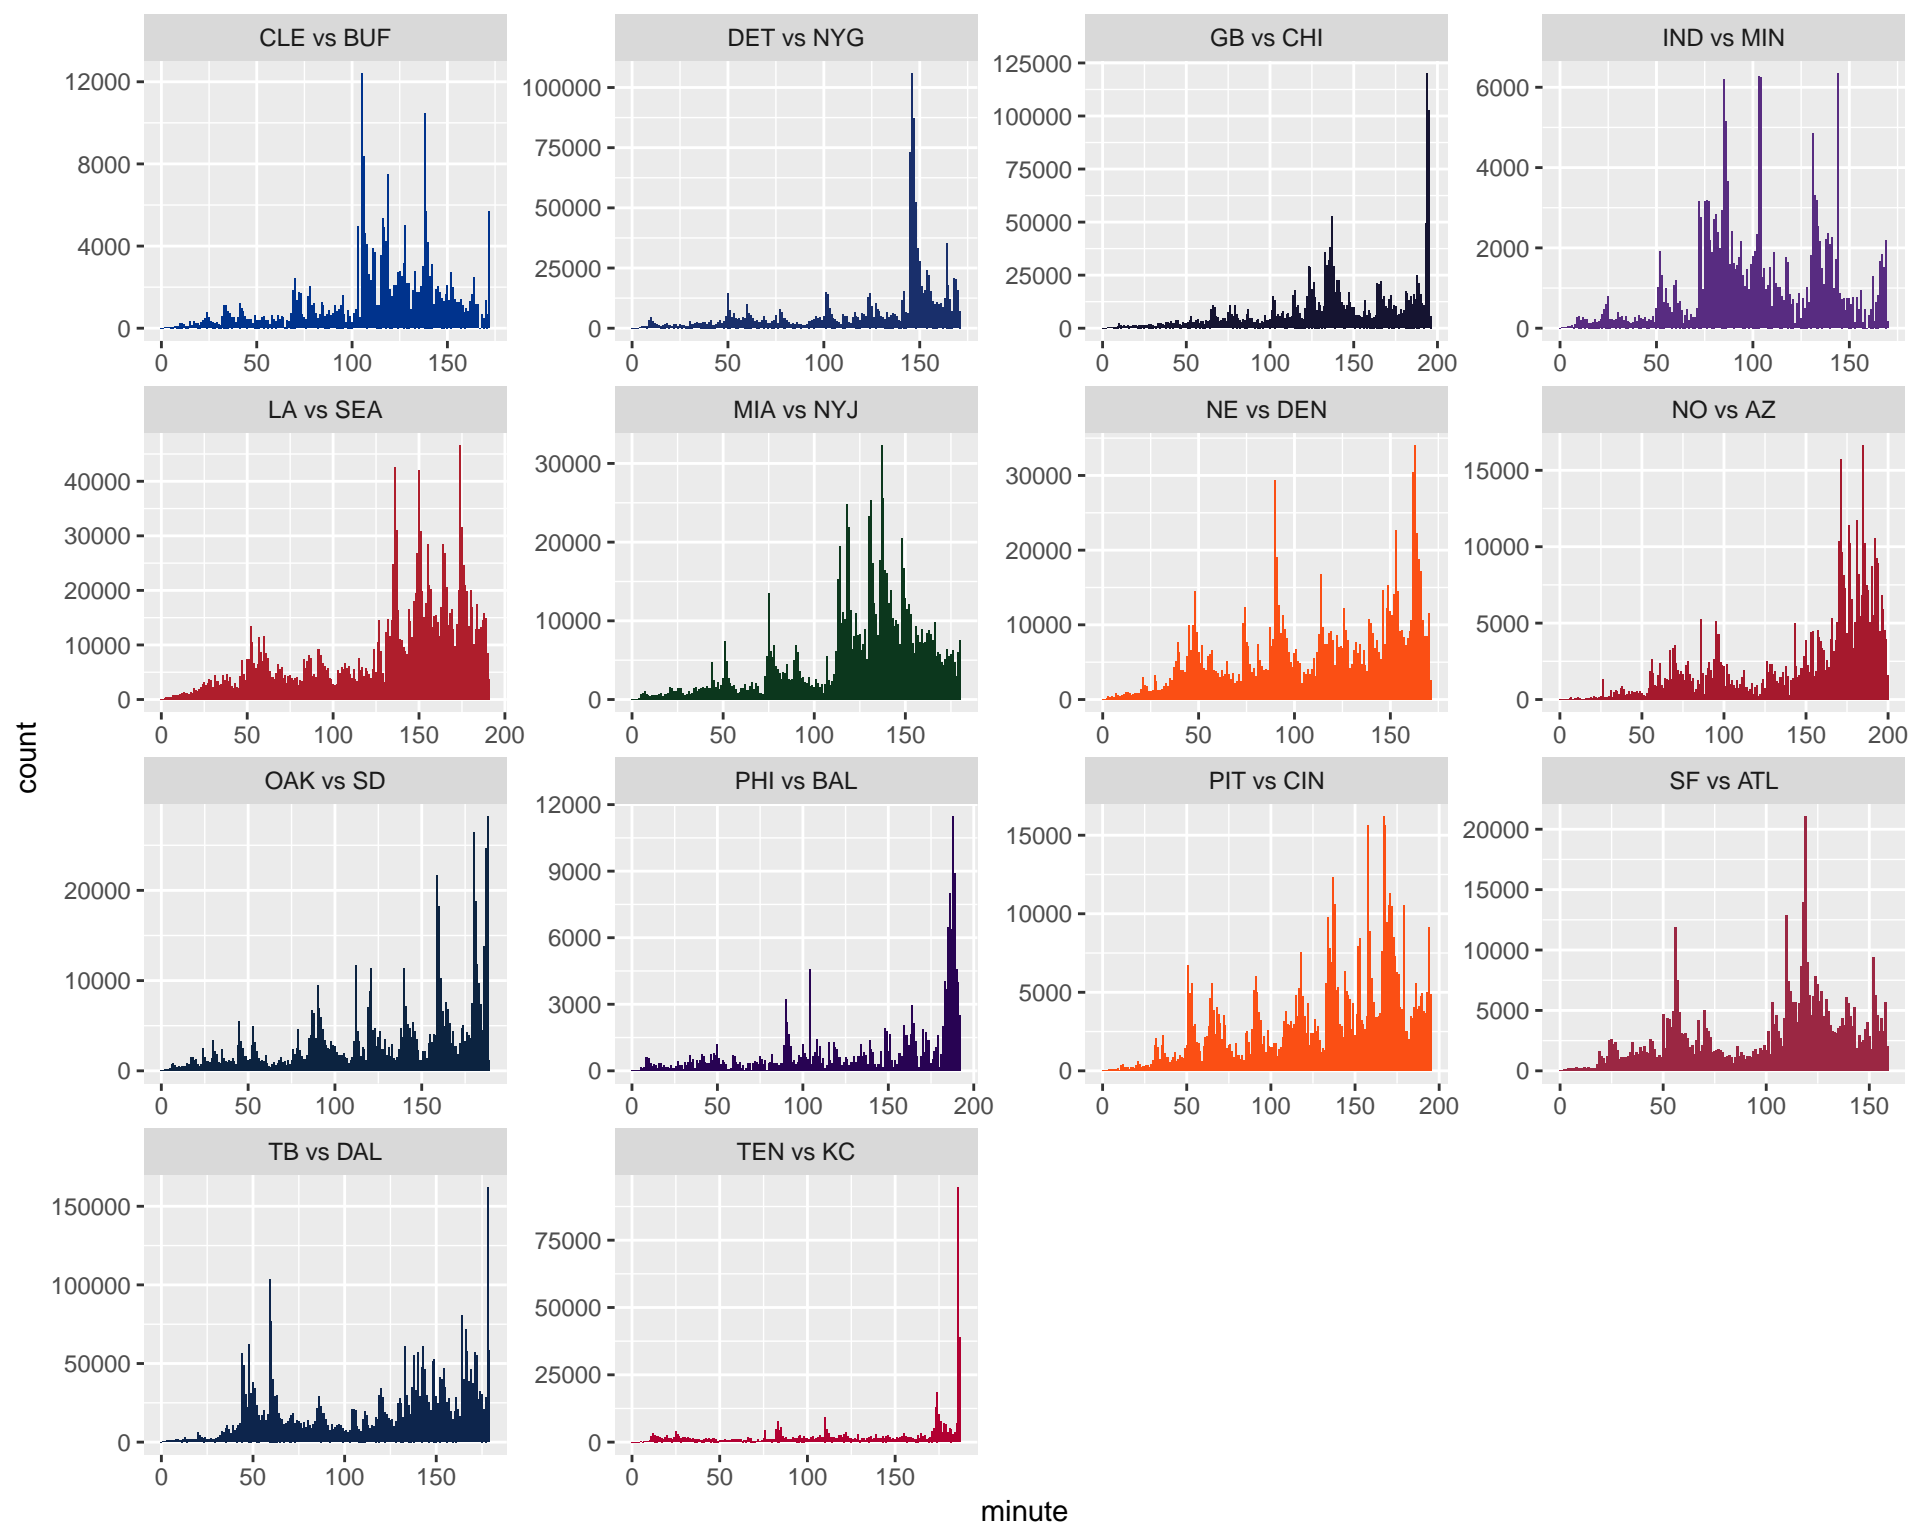 CLE vs BUF
DET vs NYG
GB vs CHI
IND vs MIN
12000
8000
4000
0
0 50 100 150
100000
75000
50000
25000
0
0 50 100 150
125000
100000
75000
50000
25000
0
0 50 100 150 200
6000
4000
2000
0
0 50 100 150
LA vs SEA
MIA vs NYJ
NE vs DEN
NO vs AZ
40000
30000
20000
10000
0
0 50 100 150 200
30000
20000
10000
0
0 50 100 150
30000
20000
10000
0
0 50 100 150
15000
10000
5000
0
0 50 100 150 200
count
OAK vs SD
PHI vs BAL
PIT vs CIN
SF vs ATL
20000
10000
0
0 50 100 150
12000
9000
6000
3000
0
0 50 100 150 200
15000
10000
5000
0
0 50 100 150 200
20000
15000
10000
5000
0
0 50 100 150
TB vs DAL
TEN vs KC
150000
100000
50000
0
0 50 100 150
75000
50000
25000
0
0 50 100 150
minute